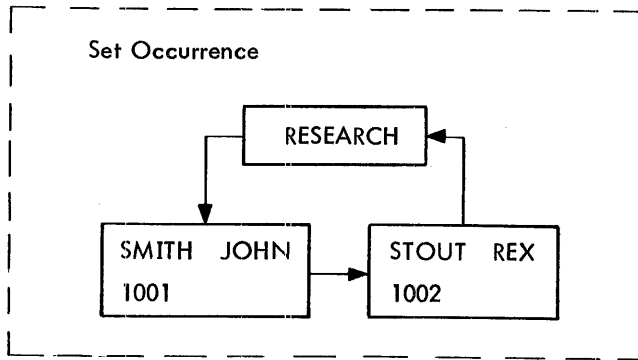 Set Occurrence
RESEARCH
SMITH JOHN
1001
STOUT REX
1002